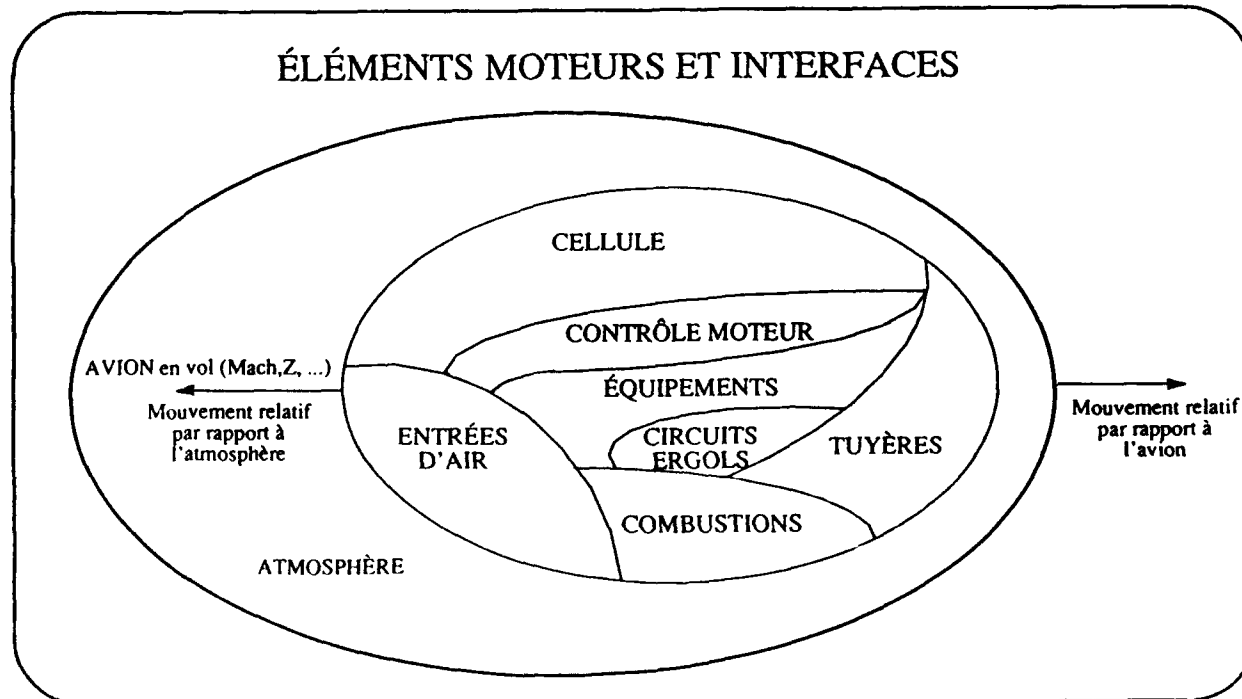 ÉLÉMENTS MOTEURS ET INTERFACES
CELLULE
CONTRÔLE MOTEUR
AVION en vol (Mach,Z, ...)
Mouvement relatif
par rapport à
l'atmosphère
ÉQUIPEMENTS
ENTRÉES
D'AIR
CIRCUITS
ERGOLS
TUYÈRES
Mouvement relatif
par rapport à
l'avion
COMBUSTIONS
ATMOSPHÈRE